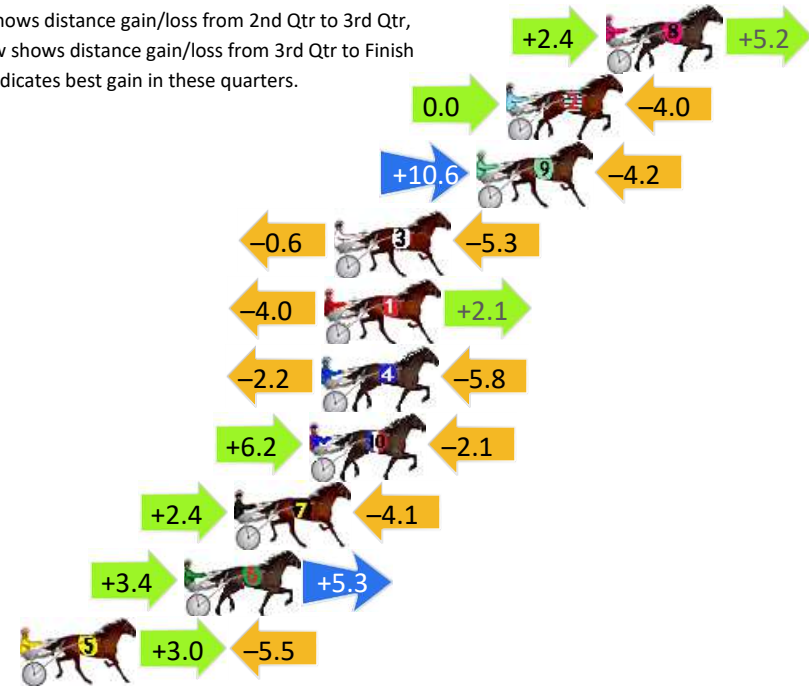 hows distance gain/loss from 2nd Qtr to 3rd Qtr,
w shows distance gain/loss from 3rd Qtr to Finish
dicates best gain in these quarters.
+2.4 8 +5.2
0.0 –4.0
+10.6 9 –4.2
–0.6 3 –5.3
–4.0 1 +2.1
–2.2 4 –5.8
+6.2 10 –2.1
+2.4 7 –4.1
+3.4 6 +5.3
5 +3.0 –5.5